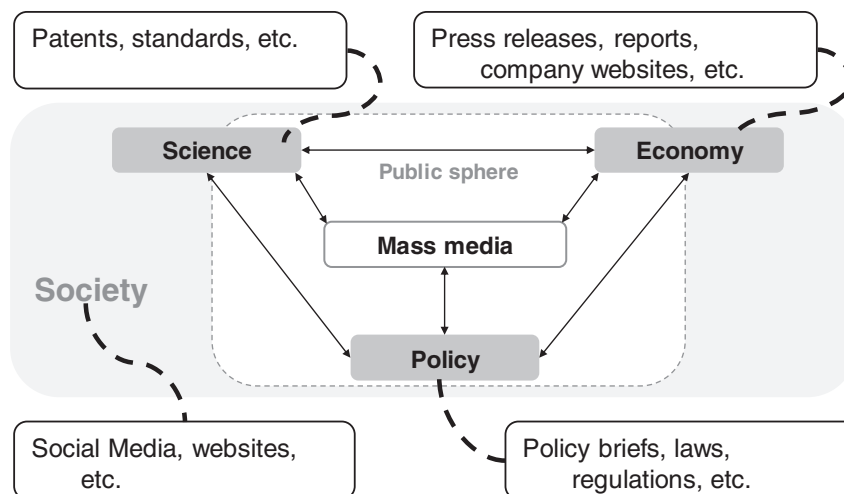 Patents, standards, etc.
Press releases, reports,
company websites, etc.
Science
Economy
Public sphere
Mass media
Society
Policy
Social Media, websites,
etc.
Policy briefs, laws,
regulations, etc.